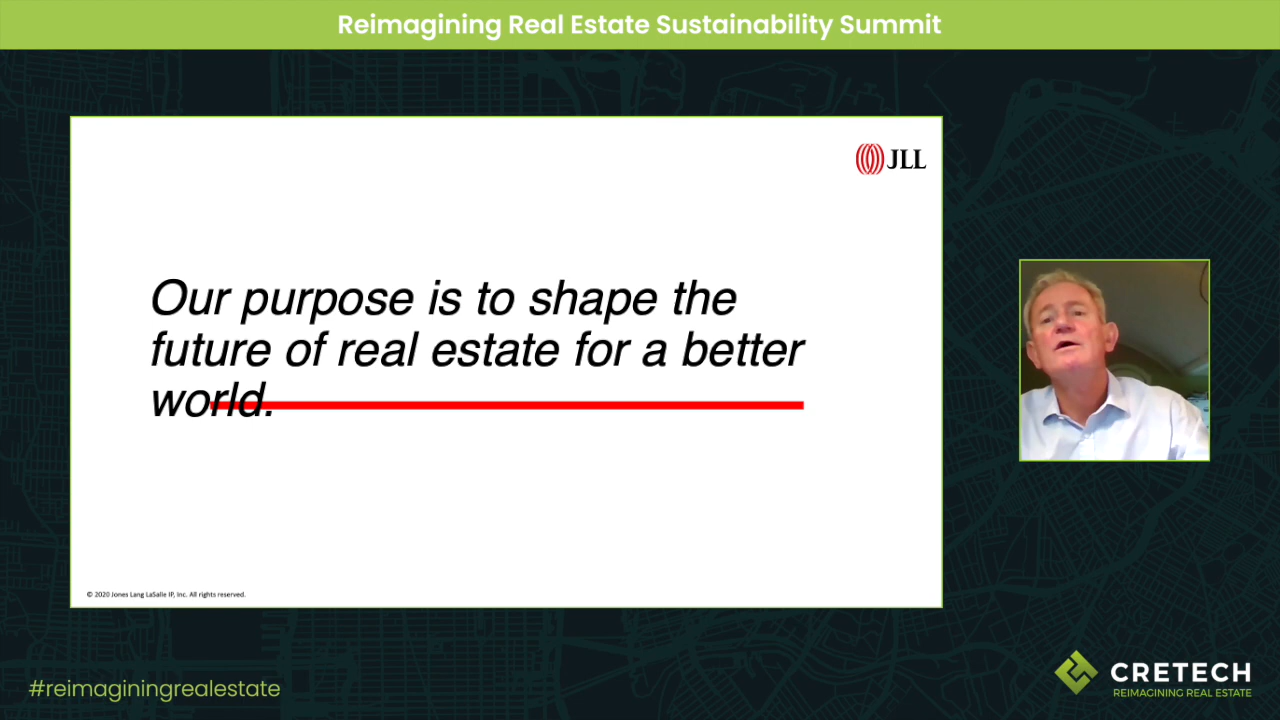 Reimagining Real Estate Sustainability Summit
JLL
Our purpose is to shape the
future of real estate for a better
world.
© 2020 Jones Lang LaSalle IP, Inc. All rights reserved.
#reimaginingrealestate
CRETECH
REIMAGINING REAL ESTATE